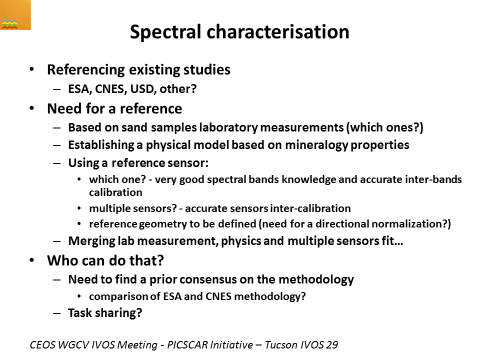 Spectral characterisation
• Referencing existing studies
– ESA, CNES, USD, other?
• Need for a reference
– Based on sand samples laboratory measurements (which ones?)
– Establishing a physical model based on mineralogy properties
– Using a reference sensor:
• which one? - very good spectral bands knowledge and accurate inter-bands
calibration
• multiple sensors? - accurate sensors inter-calibration
• reference geometry to be defined (need for a directional normalization?)
– Merging lab measurement, physics and multiple sensors fit…
• Who can do that?
– Need to find a prior consensus on the methodology
• comparison of ESA and CNES methodology?
– Task sharing?
CEOS WGCV IVOS Meeting - PICSCAR Initiative – Tucson IVOS 29